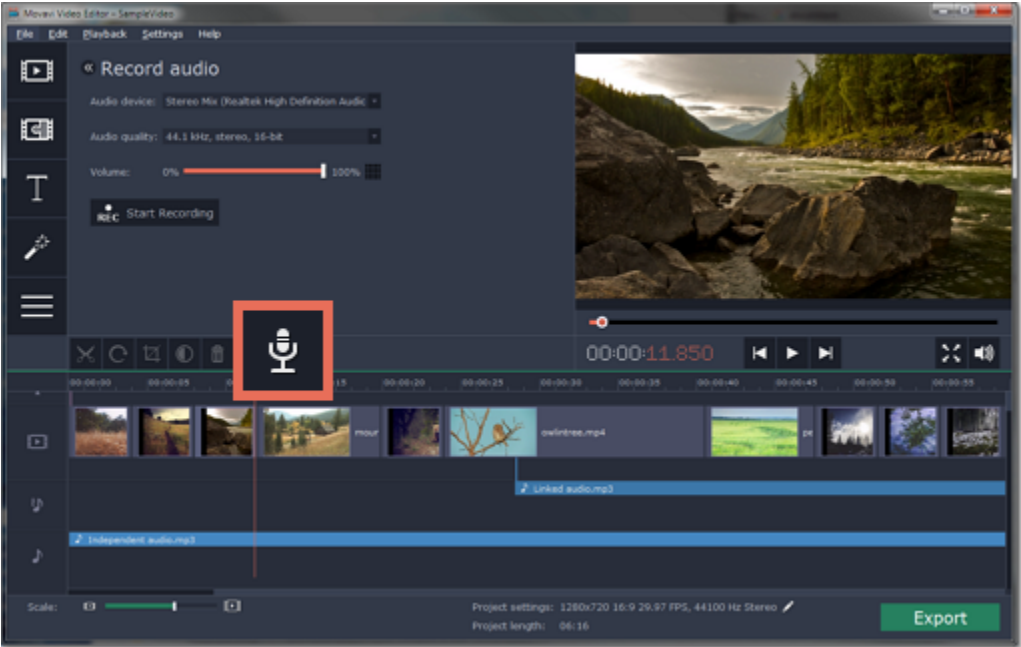 Movavi Video Editor - SampleVideo
File Edit Playback Settings Help
« Record audio
Audio device: Stereo Mix (Realtek High Definition Audic
Audio quality: 44.1 kHz, stereo, 16-bit
Volume: 0% 100%
REC Start Recording
T
00:00:11.850
00:00:00 00:00:05 15 00:00:20 00:00:25 00:00:30 00:00:35 00:00:40 00:00:45 00:00:50 00:00:55
mour owlintree.mp4 pe
Linked audio.mp3
Independent audio.mp3
Scale:
Project settings: 1280x720 16:9 29.97 FPS, 44100 Hz Stereo
Project length: 06:16
Export